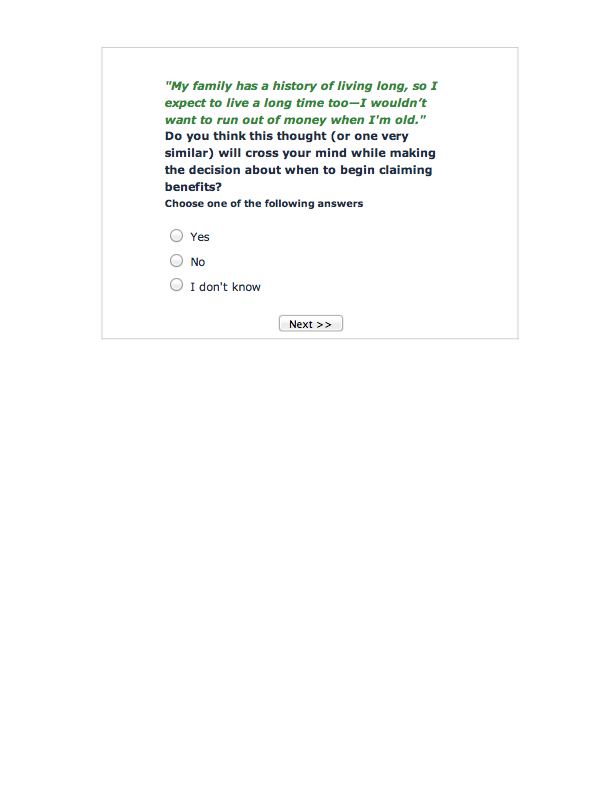 "My family has a history of living long, so I
expect to live a long time too—I wouldn’t
want to run out of money when I'm old."
Do you think this thought (or one very
similar) will cross your mind while making
the decision about when to begin claiming
benefits?
Choose one of the following answers
Yes
No
I don't know
Next >>